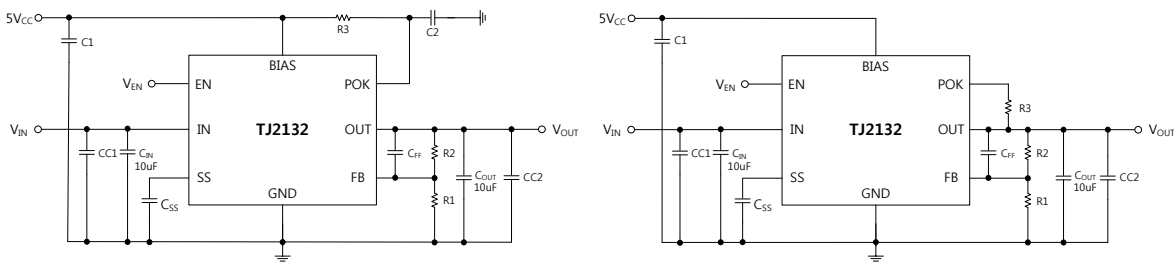 5VCC
R3
C2
C1
BIAS
VEN
EN
POK
VIN
IN
TJ2132
OUT
VOUT
CC1
CIN
10uF
CFF
R2
COUT
10uF
CC2
SS
FB
CSS
GND
R1
5VCC
C1
BIAS
VEN
EN
POK
R3
VIN
IN
TJ2132
OUT
VOUT
CC1
CIN
10uF
CFF
R2
COUT
10uF
CC2
SS
FB
CSS
GND
R1